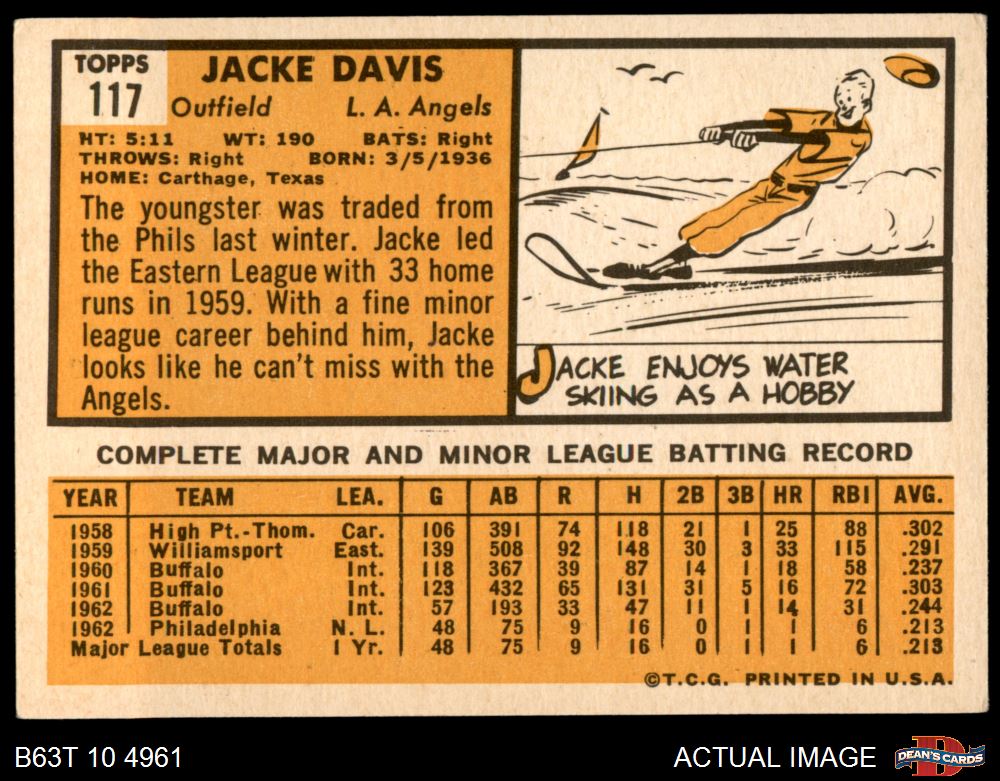 TOPPS
117
JACKE DAVIS
Outfield L. A. Angels
HT: 5:11 WT: 190 BATS: Right
THROWS: Right BORN: 3/5/1936
HOME: Carthage, Texas
The youngster was traded from
the Phils last winter. Jacke led
the Eastern League with 33 home
runs in 1959. With a fine minor
league career behind him, Jacke
looks like he can't miss with the
Angels.
JACKE ENJOYS WATER
SKIING AS A HOBBY
COMPLETE MAJOR AND MINOR LEAGUE BATTING RECORD
YEAR TEAM LEA. G AB R H 2B 3B HR RBI AVG.
1958 High Pt.-Thom. Car. 106 391 74 118 21 1 25 88 .302
1959 Williamsport East. 139 508 92 148 30 3 33 115 .291
1960 Buffalo Int. 118 367 39 87 14 1 18 58 .237
1961 Buffalo Int. 123 432 65 131 31 5 16 72 .303
1962 Buffalo Int. 57 193 33 47 11 1 14 31 .244
1962 Philadelphia N. L. 48 75 9 16 0 1 1 6 .213
Major League Totals 1 Yr. 48 75 9 16 0 1 1 6 .213
©T.C.G. PRINTED IN U.S.A.
B63T 10 4961 ACTUAL IMAGE
D
DEAN'S CARDS